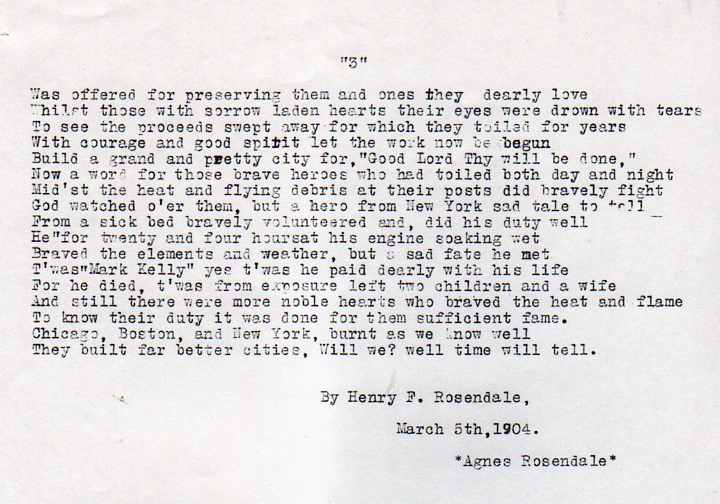 "3"
Was offered for preserving them and ones they dearly love
Whilst those with sorrow laden hearts their eyes were drown with tears
To see the proceeds swept away for which they toiled for years
With courage and good spitit let the work now be begun
Build a grand and pretty city for,"Good Lord Thy will be done,"
Now a word for those brave heroes who had toiled both day and night
Mid'st the heat and flying debris at their posts did bravely fight
God watched o'er them, but a hero from New York sad tale to tell
From a sick bed bravely volunteered and, did his duty well
He"for twenty and four hoursat his engine soaking wet
Braved the elements and weather, but a sad fate he met
T'was"Mark Kelly" yes t'was he paid dearly with his life
For he died, t'was from exposure left two children and a wife
And still there were more noble hearts who braved the heat and flame
To know their duty it was done for them sufficient fame.
Chicago, Boston, and New York, burnt as we know well
They built far better cities, Will we? well time will tell.
By Henry F. Rosendale,
March 5th,1904.
*Agnes Rosendale*